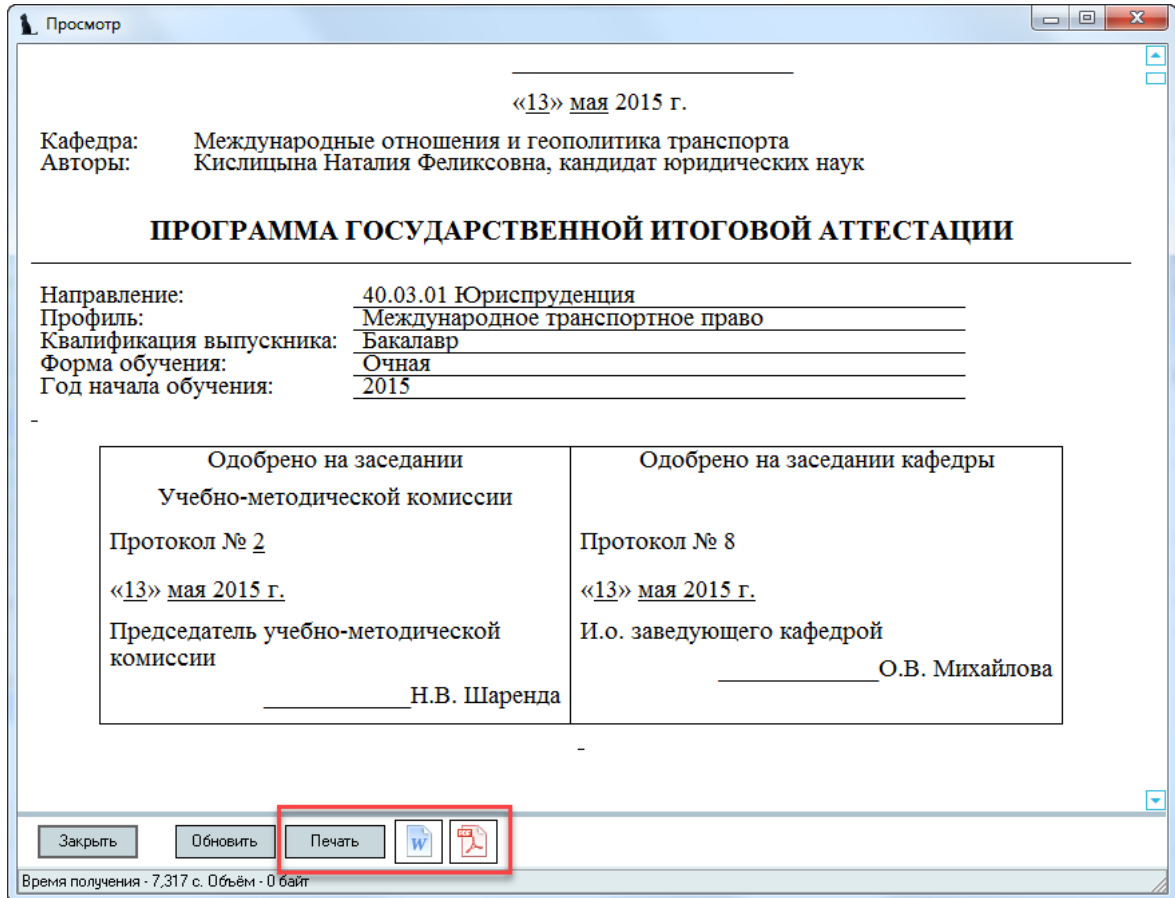 Просмотр
«13» мая 2015 г.
Кафедра: Международные отношения и геополитика транспорта
Авторы: Кислицына Наталия Феликсовна, кандидат юридических наук
ПРОГРАММА ГОСУДАРСТВЕННОЙ ИТОГОВОЙ АТТЕСТАЦИИ
Направление: 40.03.01 Юриспруденция
Профиль: Международное транспортное право
Квалификация выпускника: Бакалавр
Форма обучения: Очная
Год начала обучения: 2015
Одобрено на заседании
Учебно-методической комиссии
Протокол № 2
«13» мая 2015 г.
Председатель учебно-методической
комиссии
Н.В. Шаренда
Одобрено на заседании кафедры
Протокол № 8
«13» мая 2015 г.
И.о. заведующего кафедрой
О.В. Михайлова
Закрыть Обновить Печать W PDF
Время получения - 7,317 с. Объём - 0 байт